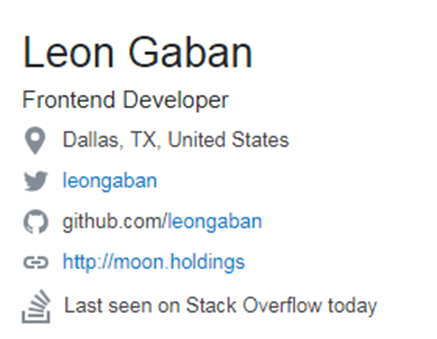 Leon Gaban
Frontend Developer
Dallas, TX, United States
leongaban
github.com/leongaban
http://moon.holdings
Last seen on Stack Overflow today